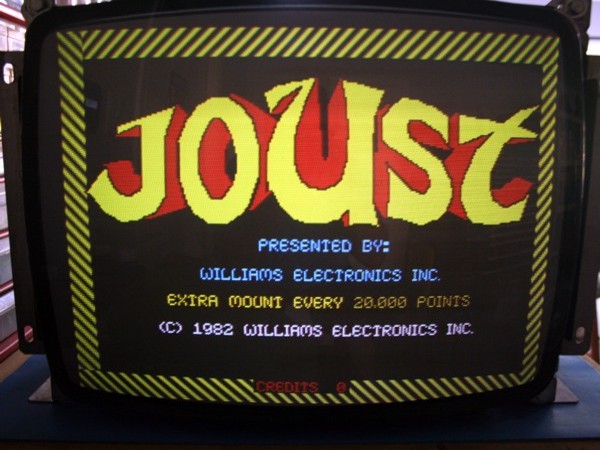 JOUST
PRESENTED BY:
WILLIAMS ELECTRONICS INC.
EXTRA MOUNT EVERY 20,000 POINTS
(C) 1982 WILLIAMS ELECTRONICS INC.
CREDITS 0